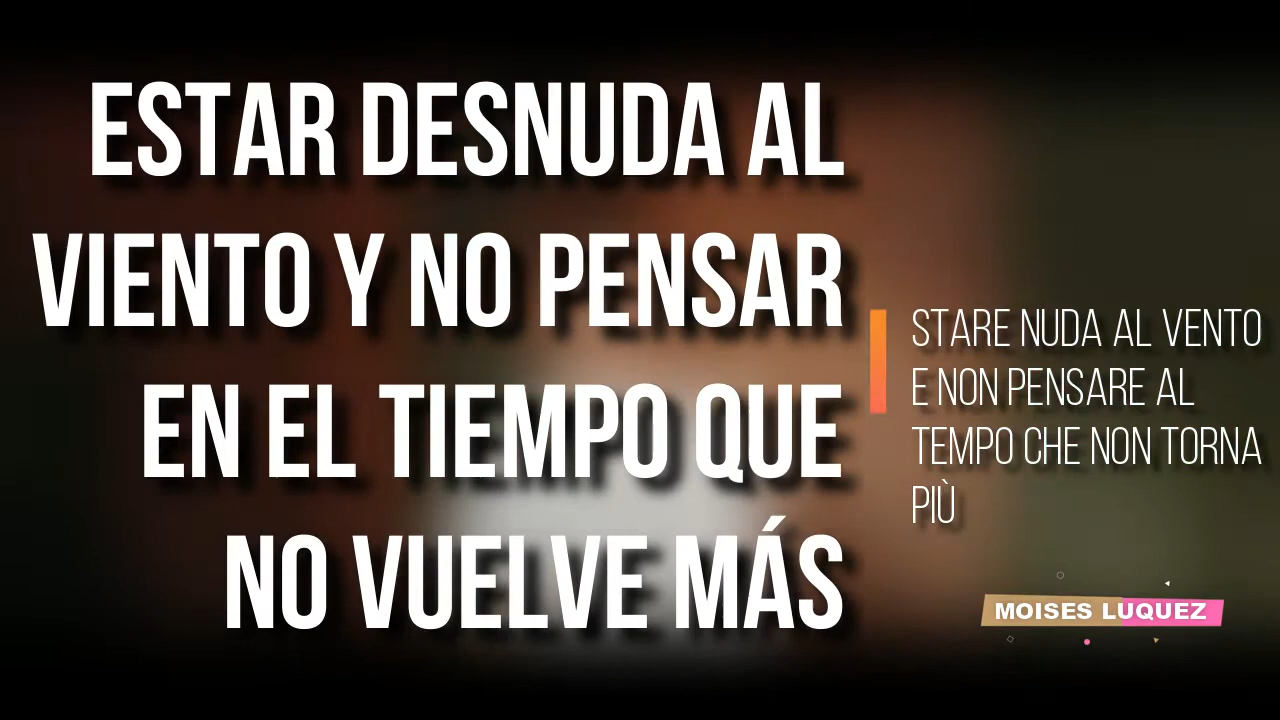 ESTAR DESNUDA AL
VIENTO Y NO PENSAR
EN EL TIEMPO QUE
NO VUELVE MÁS
STARE NUDA AL VENTO
E NON PENSARE AL
TEMPO CHE NON TORNA
PIÙ
MOISES LUQUEZ